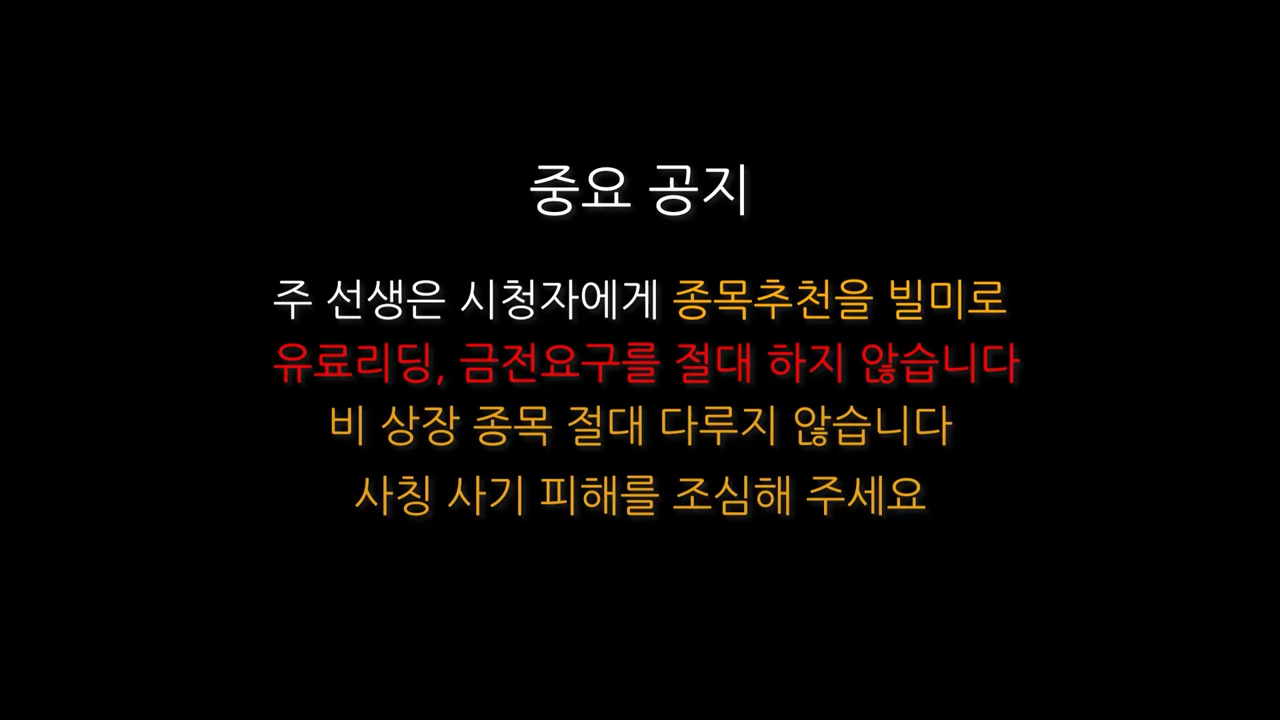 중요 공지
주 선생은 시청자에게 종목추천을 빌미로
유료리딩, 금전요구를 절대 하지 않습니다
비 상장 종목 절대 다루지 않습니다
사칭 사기 피해를 조심해 주세요